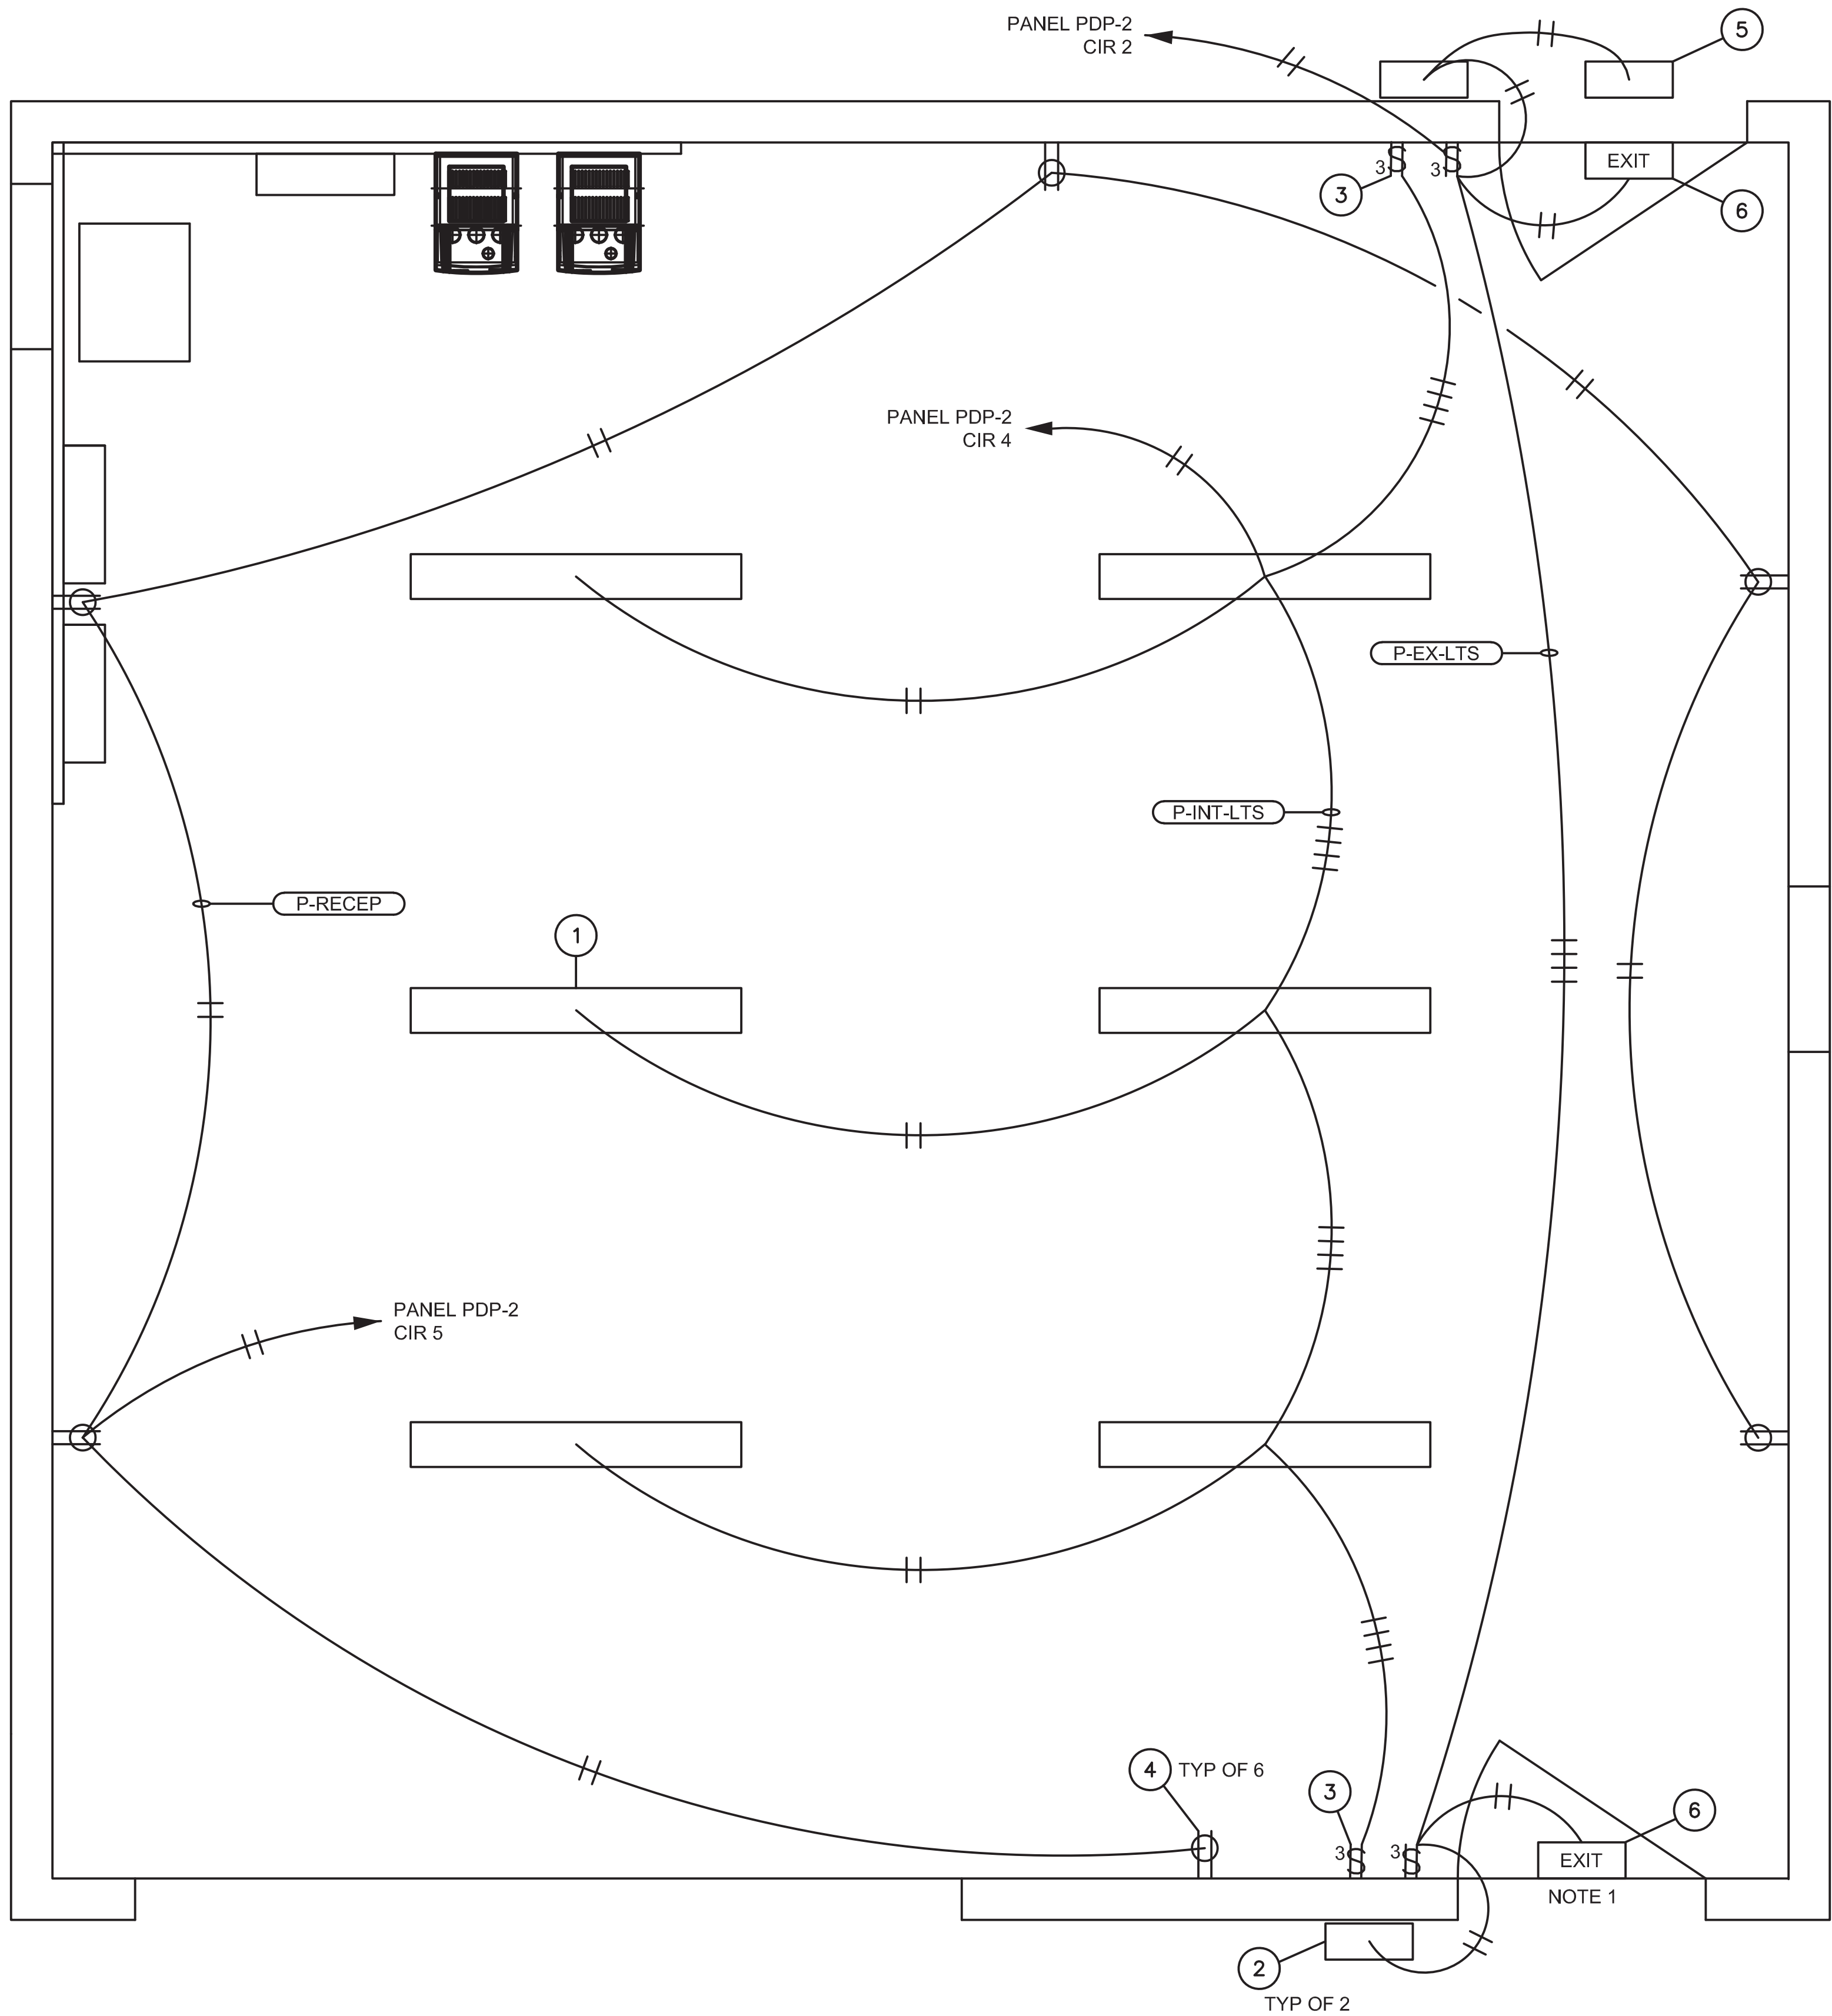 PANEL PDP-2
CIR 2
5
EXIT
3
3
3
6
PANEL PDP-2
CIR 4
P-EX-LTS
P-INT-LTS
P-RECEP
1
PANEL PDP-2
CIR 5
4 TYP OF 6
3
6
3
3
EXIT
NOTE 1
2
TYP OF 2